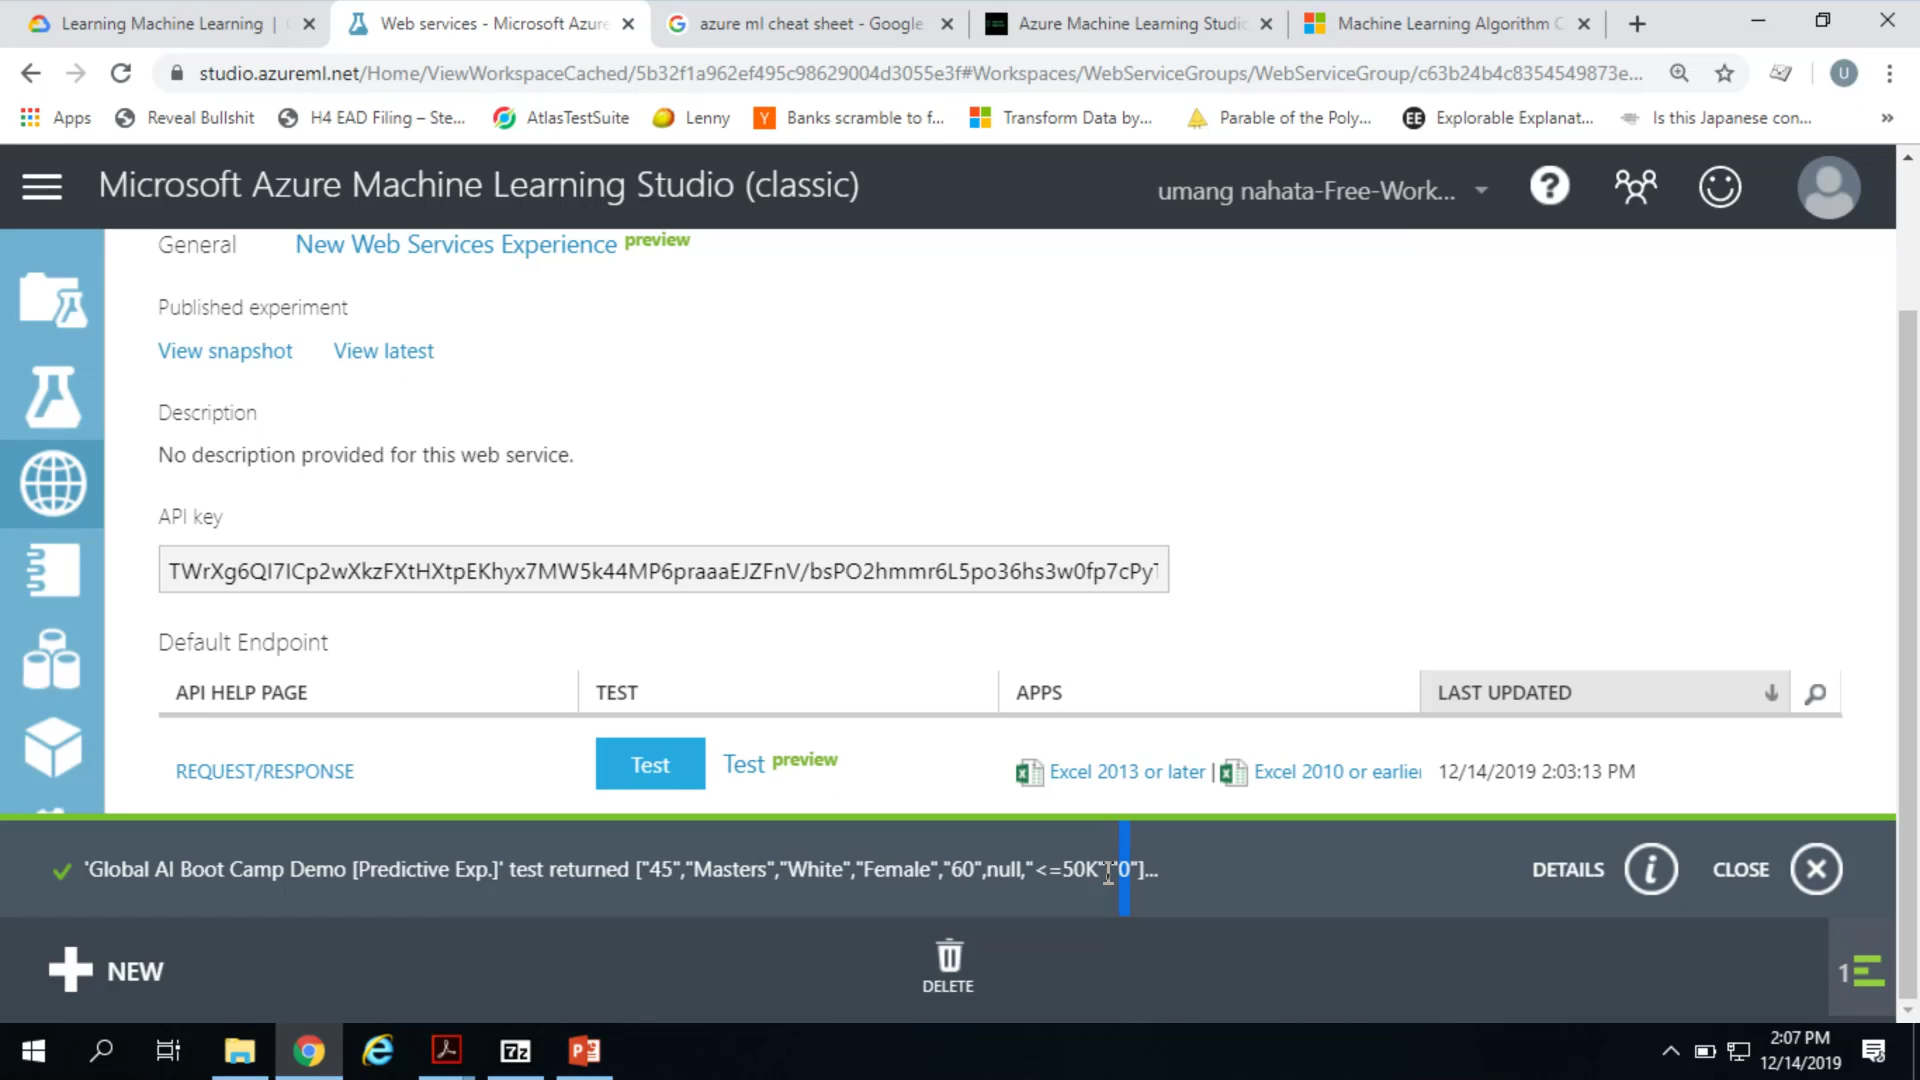 Learning Machine Learning |
Web services - Microsoft Azure
azure ml cheat sheet - Google
Azure Machine Learning Studio
Machine Learning Algorithm C
studio.azureml.net/Home/ViewWorkspaceCached/5b32f1a962ef495c98629004d3055e3f#Workspaces/WebServiceGroups/WebServiceGroup/c63b24b4c8354549873e...
U
Apps
Reveal Bullshit
H4 EAD Filing – Ste...
AtlasTestSuite
Lenny
Y
Banks scramble to f...
Transform Data by...
Parable of the Poly...
EE
Explorable Explanat...
Is this Japanese con...
»
Microsoft Azure Machine Learning Studio (classic)
umang nahata-Free-Work...
General
New Web Services Experience preview
Published experiment
View snapshot
View latest
Description
No description provided for this web service.
API key
TWrXg6QI7ICp2wXkzFXtHXtpEKhyx7MW5k44MP6praaaEJZFnV/bsPO2hmmr6L5po36hs3w0fp7cPy
Default Endpoint
API HELP PAGE
TEST
APPS
LAST UPDATED
REQUEST/RESPONSE
Test
Test preview
Excel 2013 or later |
Excel 2010 or earlier
12/14/2019 2:03:13 PM
'Global AI Boot Camp Demo [Predictive Exp.]' test returned ["45","Masters","White","Female","60",null,"<=50K","0"]...
DETAILS
CLOSE
NEW
DELETE
1
7z
2:07 PM
12/14/2019